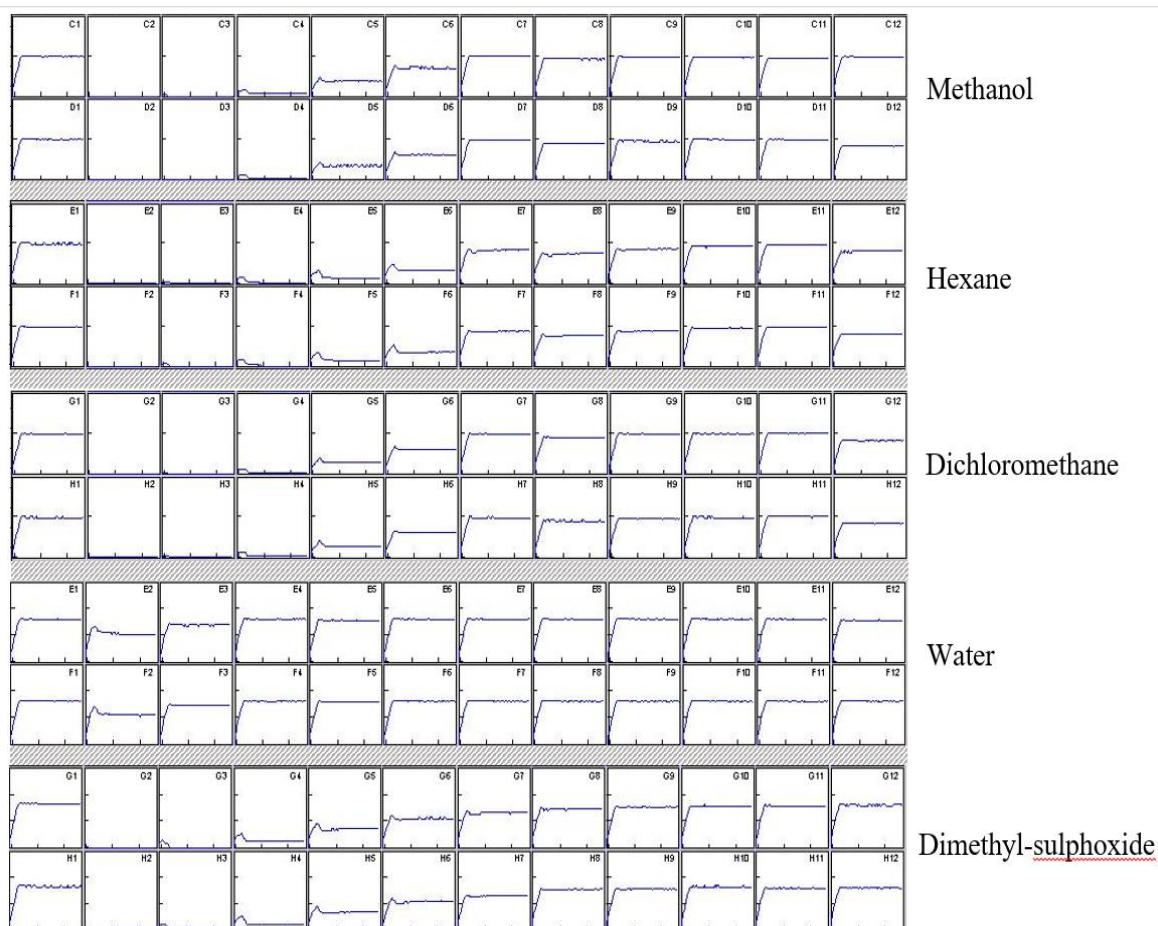 C1 C2 C3 C4 C5 C6 C7 C8 C9 C10 C11 C12
Methanol
D1 D2 D3 D4 D5 D6 D7 D8 D9 D10 D11 D12
E1 E2 E3 E4 E5 E6 E7 E8 E9 E10 E11 E12
Hexane
F1 F2 F3 F4 F5 F6 F7 F8 F9 F10 F11 F12
G1 G2 G3 G4 G5 G6 G7 G8 G9 G10 G11 G12
Dichloromethane
H1 H2 H3 H4 H5 H6 H7 H8 H9 H10 H11 H12
E1 E2 E3 E4 E5 E6 E7 E8 E9 E10 E11 E12
Water
F1 F2 F3 F4 F5 F6 F7 F8 F9 F10 F11 F12
G1 G2 G3 G4 G5 G6 G7 G8 G9 G10 G11 G12
Dimethyl-sulphoxide
H1 H2 H3 H4 H5 H6 H7 H8 H9 H10 H11 H12